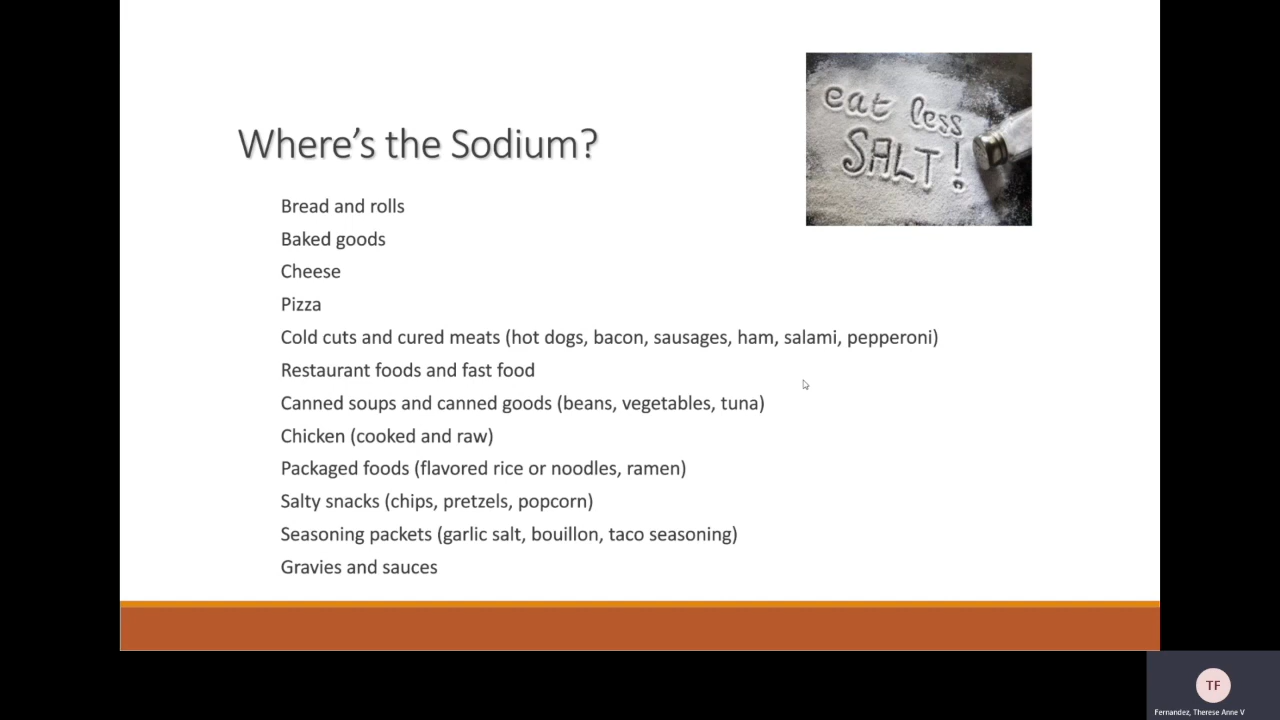 eat less
SALT!
Where's the Sodium?
Bread and rolls
Baked goods
Cheese
Pizza
Cold cuts and cured meats (hot dogs, bacon, sausages, ham, salami, pepperoni)
Restaurant foods and fast food
Canned soups and canned goods (beans, vegetables, tuna)
Chicken (cooked and raw)
Packaged foods (flavored rice or noodles, ramen)
Salty snacks (chips, pretzels, popcorn)
Seasoning packets (garlic salt, bouillon, taco seasoning)
Gravies and sauces
TF
Fernandez, Therese Anne V